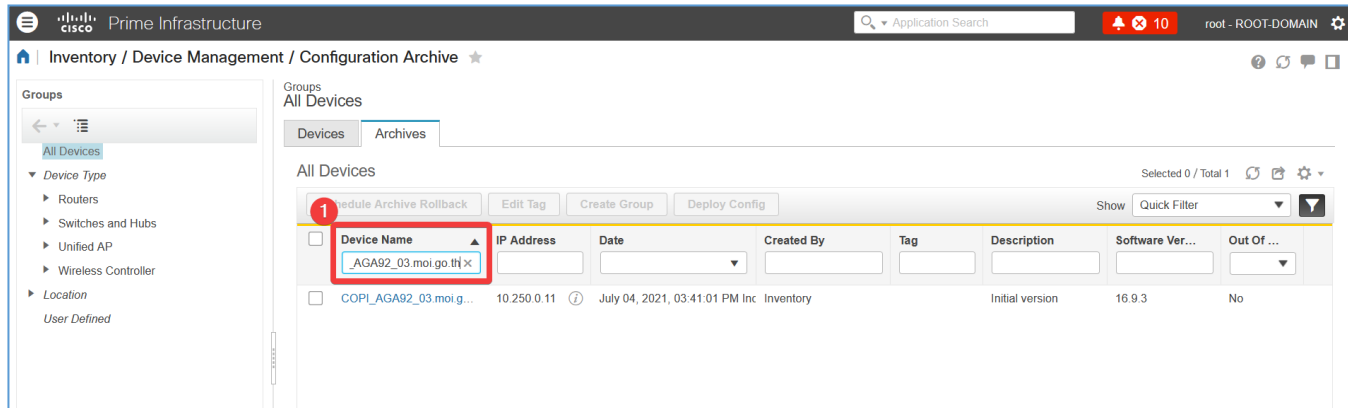 cisco Prime Infrastructure
Application Search
10
root - ROOT-DOMAIN
Inventory / Device Management / Configuration Archive
Groups
All Devices
Device Type
Routers
Switches and Hubs
Unified AP
Wireless Controller
Location
User Defined
Groups
All Devices
Devices Archives
All Devices
Selected 0 / Total 1
1
hedule Archive Rollback Edit Tag Create Group Deploy Config
Show Quick Filter
Device Name IP Address Date Created By Tag Description Software Ver... Out Of ...
_AGA92_03.moi.go.th
COPI_AGA92_03.moi.g... 10.250.0.11 July 04, 2021, 03:41:01 PM Inc Inventory Initial version 16.9.3 No